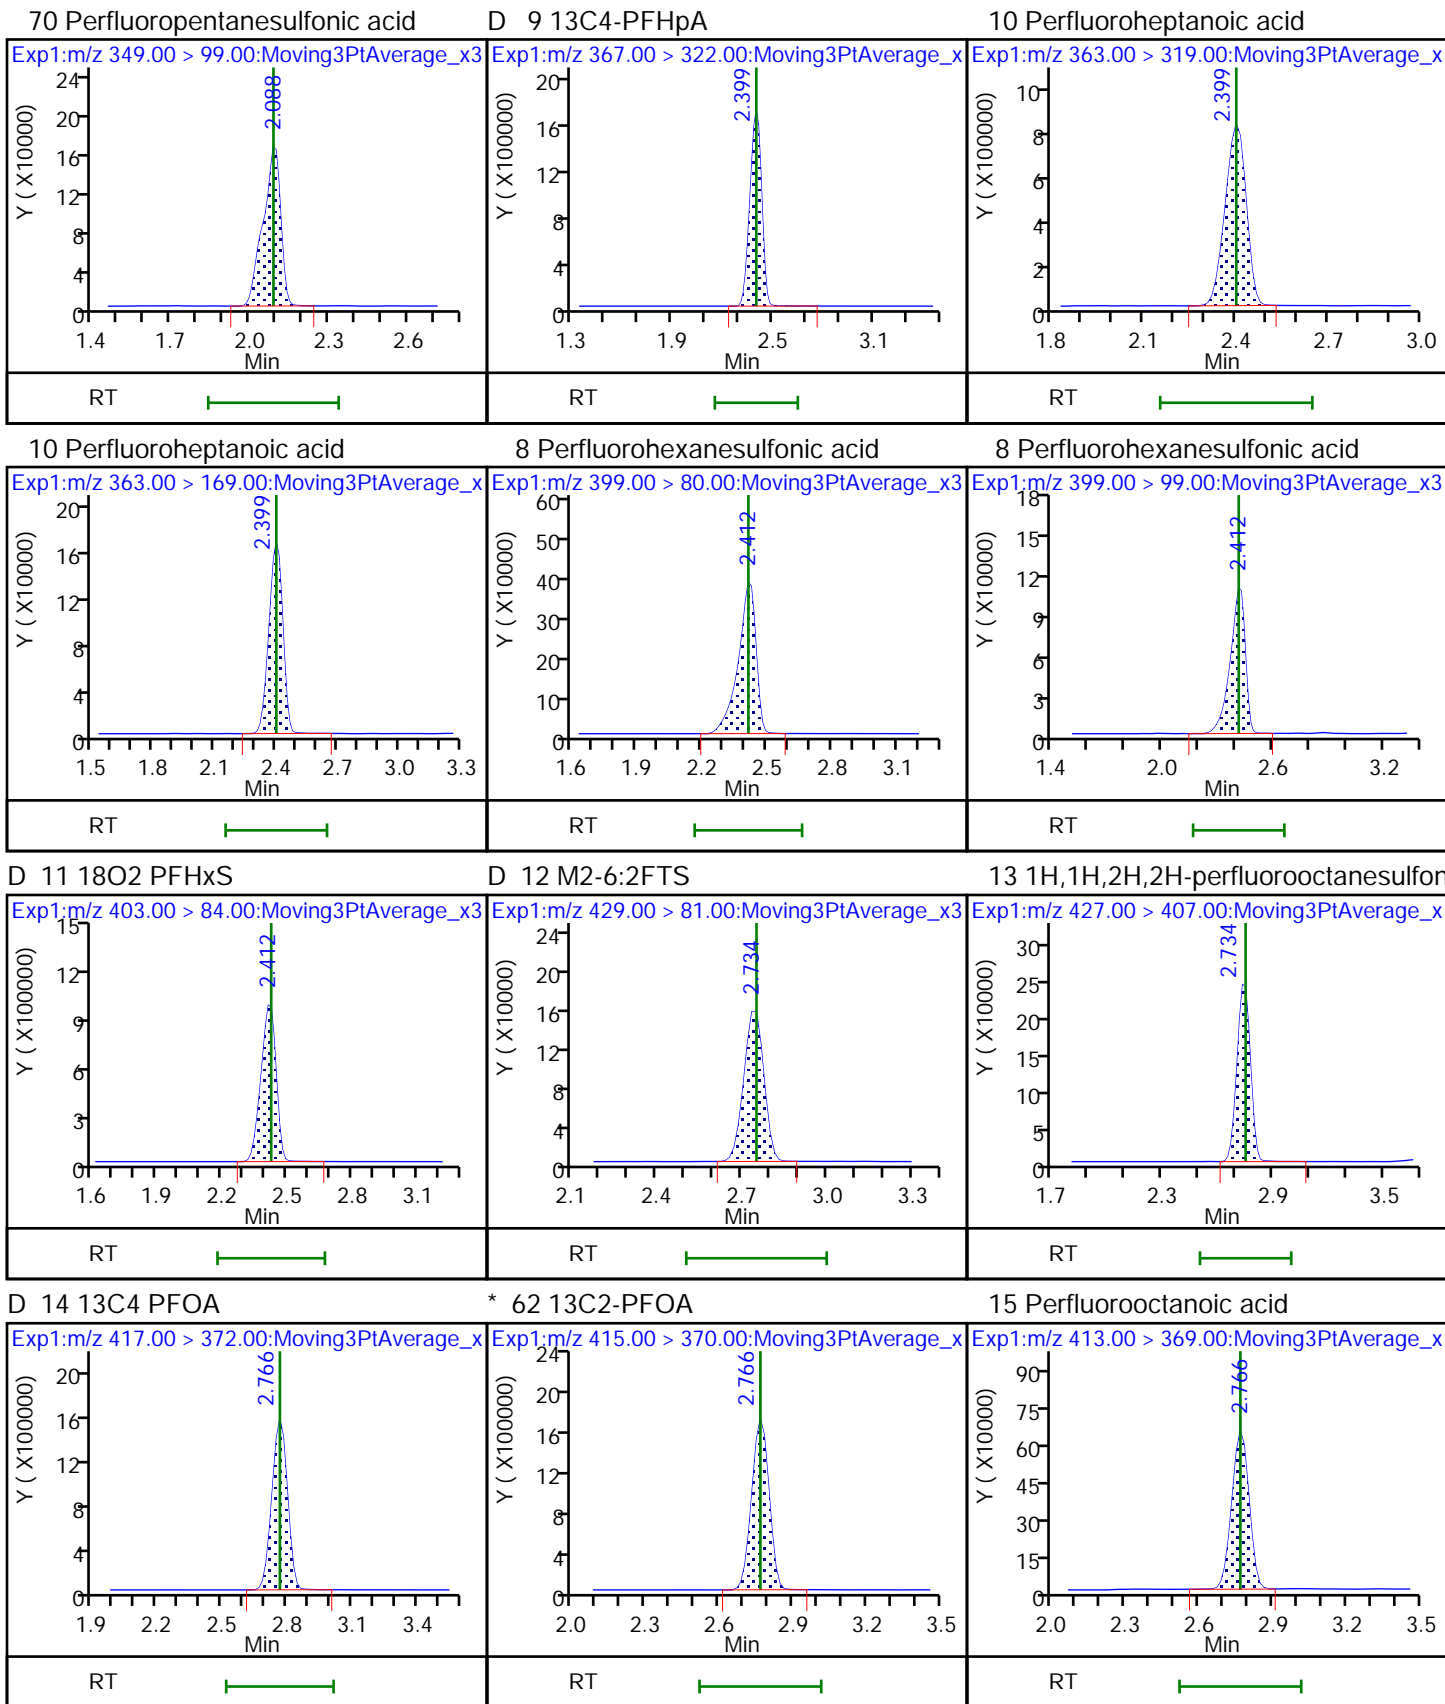 70 Perfluoropentanesulfonic acid
Exp1:m/z 349.00 > 99.00:Moving3PtAverage_x3
2.088
Y ( X10000)
24
20
16
12
8
4
0
1.4 1.7 2.0 2.3 2.6
Min
RT
D 9 13C4-PFHpA
Exp1:m/z 367.00 > 322.00:Moving3PtAverage_x
2.399
Y ( X100000)
20
16
12
8
4
0
1.3 1.9 2.5 3.1
Min
RT
10 Perfluoroheptanoic acid
Exp1:m/z 363.00 > 319.00:Moving3PtAverage_x
2.399
Y ( X100000)
10
8
6
4
2
0
1.8 2.1 2.4 2.7 3.0
Min
RT
10 Perfluoroheptanoic acid
Exp1:m/z 363.00 > 169.00:Moving3PtAverage_x
2.399
Y ( X10000)
20
16
12
8
4
0
1.5 1.8 2.1 2.4 2.7 3.0 3.3
Min
RT
8 Perfluorohexanesulfonic acid
Exp1:m/z 399.00 > 80.00:Moving3PtAverage_x3
2.412
Y ( X10000)
60
50
40
30
20
10
0
1.6 1.9 2.2 2.5 2.8 3.1
Min
RT
8 Perfluorohexanesulfonic acid
Exp1:m/z 399.00 > 99.00:Moving3PtAverage_x3
2.412
Y ( X10000)
18
15
12
9
6
3
0
1.4 2.0 2.6 3.2
Min
RT
D 11 18O2 PFHxS
Exp1:m/z 403.00 > 84.00:Moving3PtAverage_x3
2.412
Y ( X100000)
15
12
9
6
3
0
1.6 1.9 2.2 2.5 2.8 3.1
Min
RT
D 12 M2-6:2FTS
Exp1:m/z 429.00 > 81.00:Moving3PtAverage_x3
2.734
Y ( X10000)
24
20
16
12
8
4
0
2.1 2.4 2.7 3.0 3.3
Min
RT
13 1H,1H,2H,2H-perfluorooctanesulfon
Exp1:m/z 427.00 > 407.00:Moving3PtAverage_x
2.734
Y ( X10000)
30
25
20
15
10
5
0
1.7 2.3 2.9 3.5
Min
RT
D 14 13C4 PFOA
Exp1:m/z 417.00 > 372.00:Moving3PtAverage_x
2.766
Y ( X100000)
20
16
12
8
4
0
1.9 2.2 2.5 2.8 3.1 3.4
Min
RT
* 62 13C2-PFOA
Exp1:m/z 415.00 > 370.00:Moving3PtAverage_x
2.766
Y ( X100000)
24
20
16
12
8
4
0
2.0 2.3 2.6 2.9 3.2 3.5
Min
RT
15 Perfluorooctanoic acid
Exp1:m/z 413.00 > 369.00:Moving3PtAverage_x
2.766
Y ( X10000)
90
75
60
45
30
15
0
2.0 2.3 2.6 2.9 3.2 3.5
Min
RT